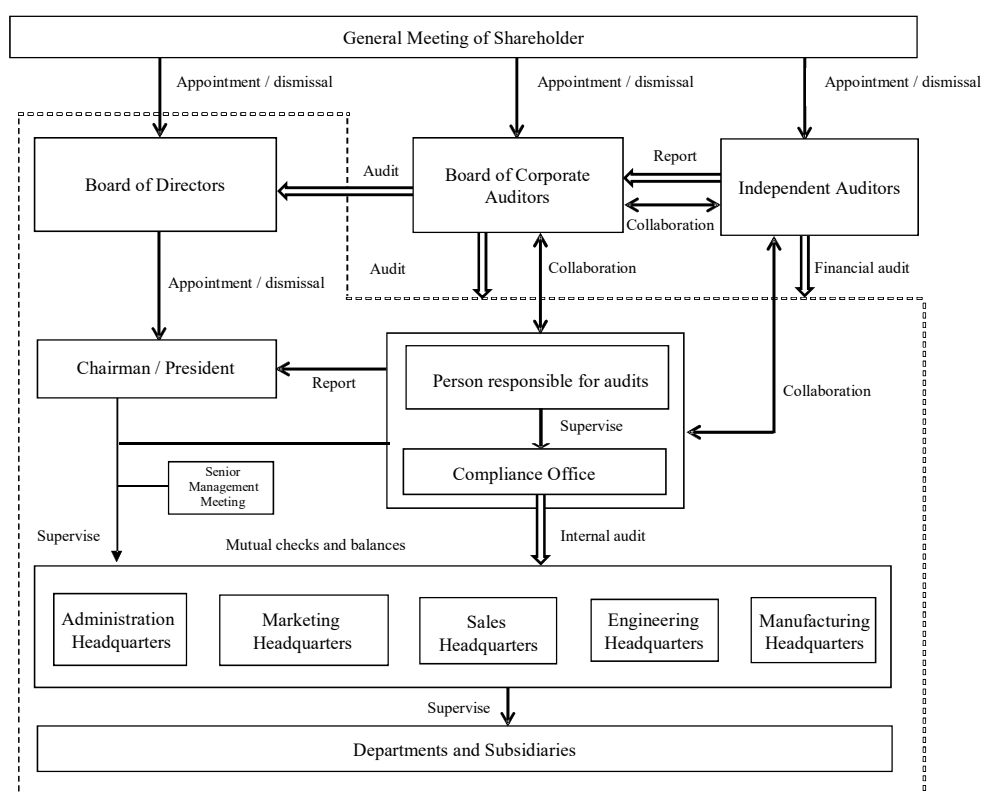 General Meeting of Shareholder
Appointment / dismissal
Appointment / dismissal
Appointment / dismissal
Board of Directors
Audit
Board of Corporate
Auditors
Report
Collaboration
Independent Auditors
Appointment / dismissal
Audit
Collaboration
Financial audit
Chairman / President
Report
Person responsible for audits
Supervise
Compliance Office
Collaboration
Senior
Management
Meeting
Supervise
Mutual checks and balances
Internal audit
Administration
Headquarters
Marketing
Headquarters
Sales
Headquarters
Engineering
Headquarters
Manufacturing
Headquarters
Supervise
Departments and Subsidiaries